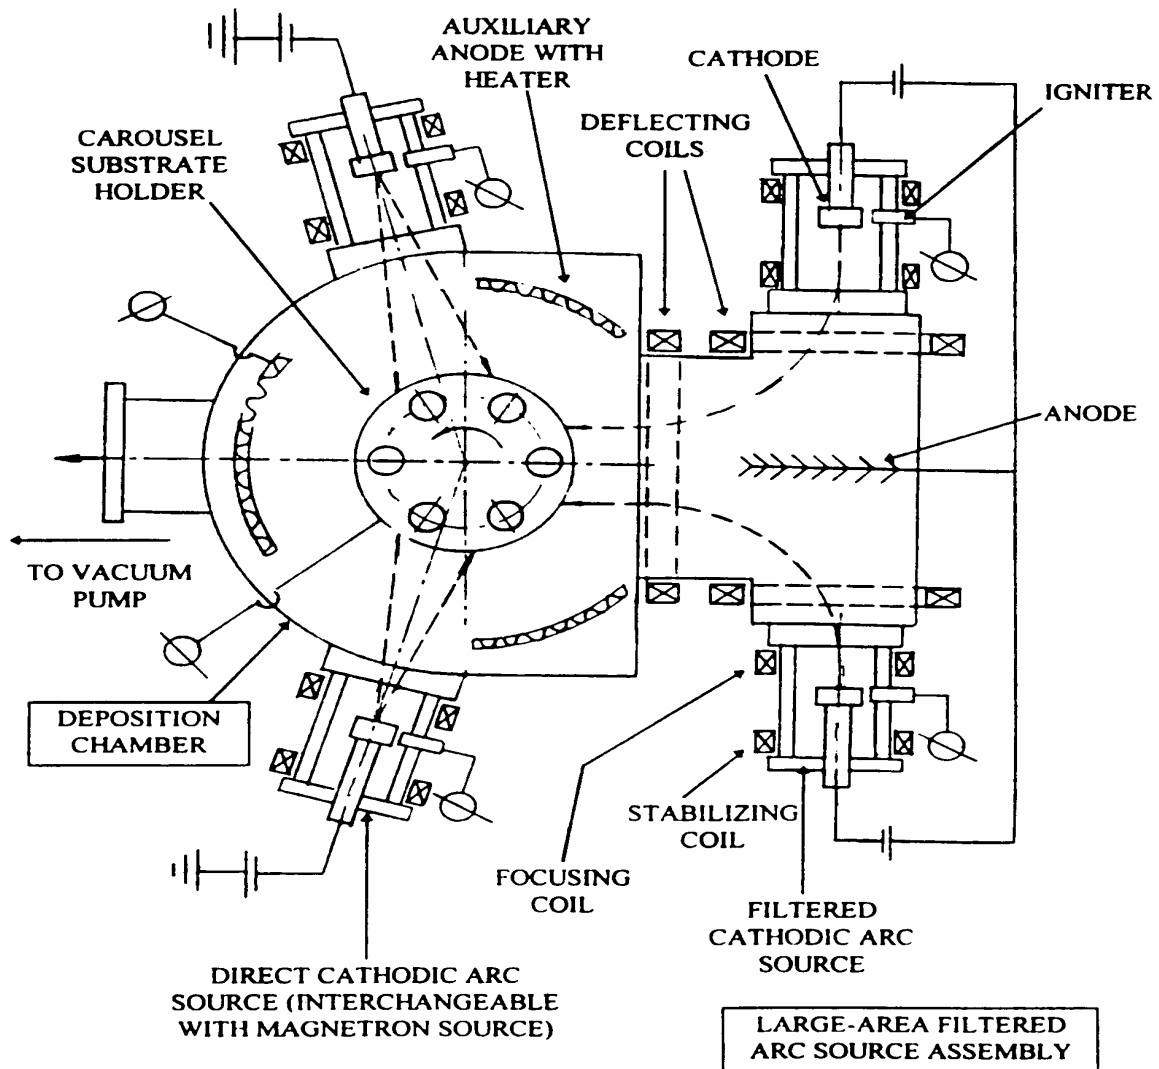 AUXILIARY
ANODE WITH
HEATER
CATHODE
IGNITER
DEFLECTING
COILS
CAROUSEL
SUBSTRATE
HOLDER
ANODE
TO VACUUM
PUMP
DEPOSITION
CHAMBER
STABILIZING
COIL
FOCUSING
COIL
FILTERED
CATHODIC ARC
SOURCE
DIRECT CATHODIC ARC
SOURCE (INTERCHANGEABLE
WITH MAGNETRON SOURCE)
LARGE-AREA FILTERED
ARC SOURCE ASSEMBLY